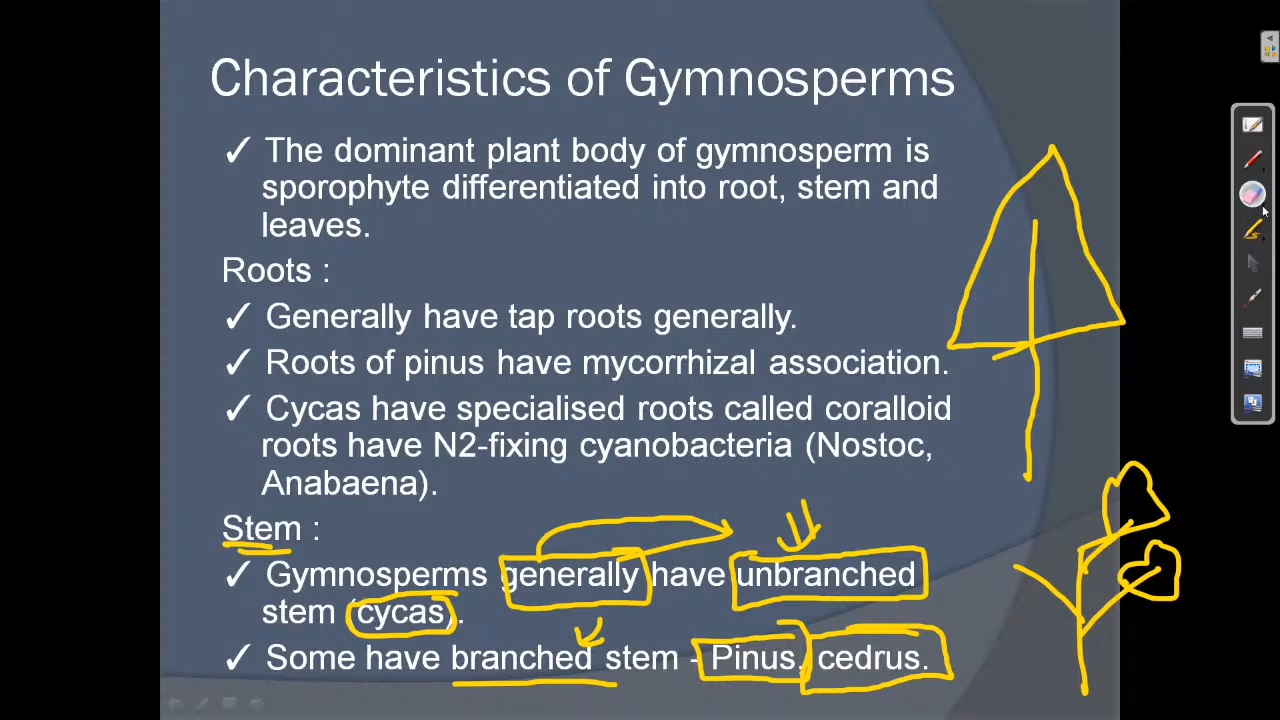 Characteristics of Gymnosperms
✓ The dominant plant body of gymnosperm is
sporophyte differentiated into root, stem and
leaves.
Roots :
✓ Generally have tap roots generally.
✓ Roots of pinus have mycorrhizal association.
✓ Cycas have specialised roots called coralloid
roots have N2-fixing cyanobacteria (Nostoc,
Anabaena).
Stem :
✓ Gymnosperms generally have unbranched
stem (cycas).
✓ Some have branched stem - Pinus, cedrus.